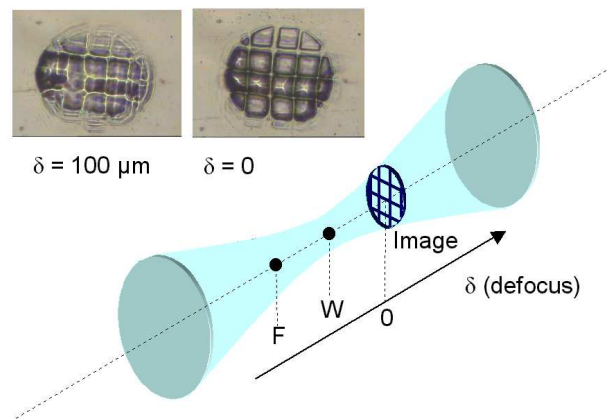 δ = 100 µm
δ = 0
Image
δ (defocus)
F
W
0